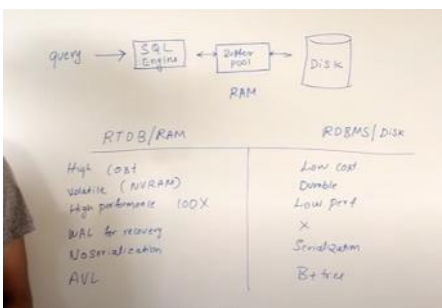 query
SQL
Engine
Buffer
pool
Disk
RAM
RTDB/RAM
RDBMS/Disk
High cost
Low cost
Volatile (NVRAM)
Durable
High performance 100X
Low perf
WAL for recovery
X
No serialization
Serialization
AVL
B+tree